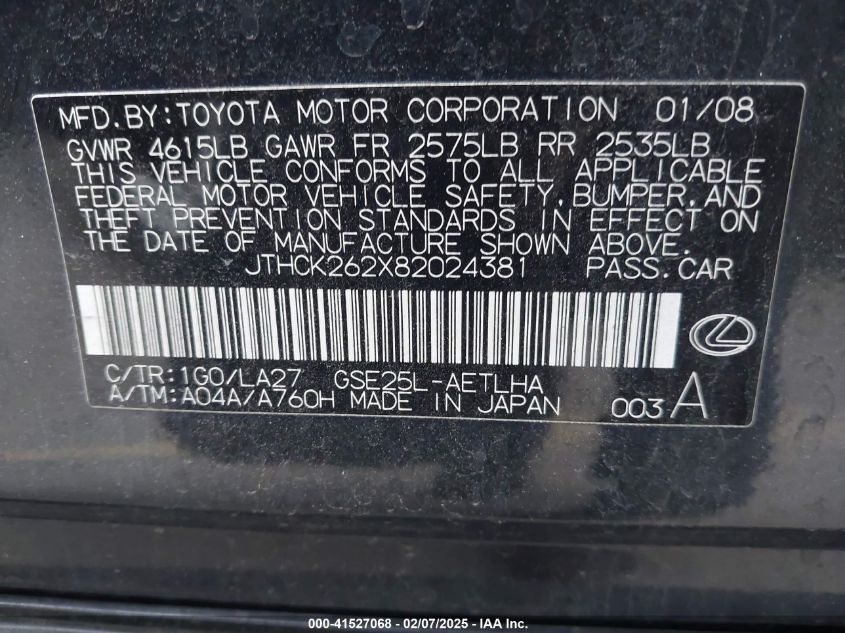 MFD.BY:TOYOTA MOTOR CORPORATION 01/08
GVWR 4615LB GAWR FR 2575LB RR 2535LB
THIS VEHICLE CONFORMS TO ALL APPLICABLE
FEDERAL MOTOR VEHICLE SAFETY,BUMPER,AND
THEFT PREVENTION STANDARDS IN EFFECT ON
THE DATE OF MANUFACTURE SHOWN ABOVE.
JTHCK262X82024381 PASS.CAR
C/TR:1G0/LA27 GSE25L-AETLHA
A/TM:A04A/A760H MADE IN JAPAN 003A
000-41527068 - 02/07/2025 - IAA Inc.